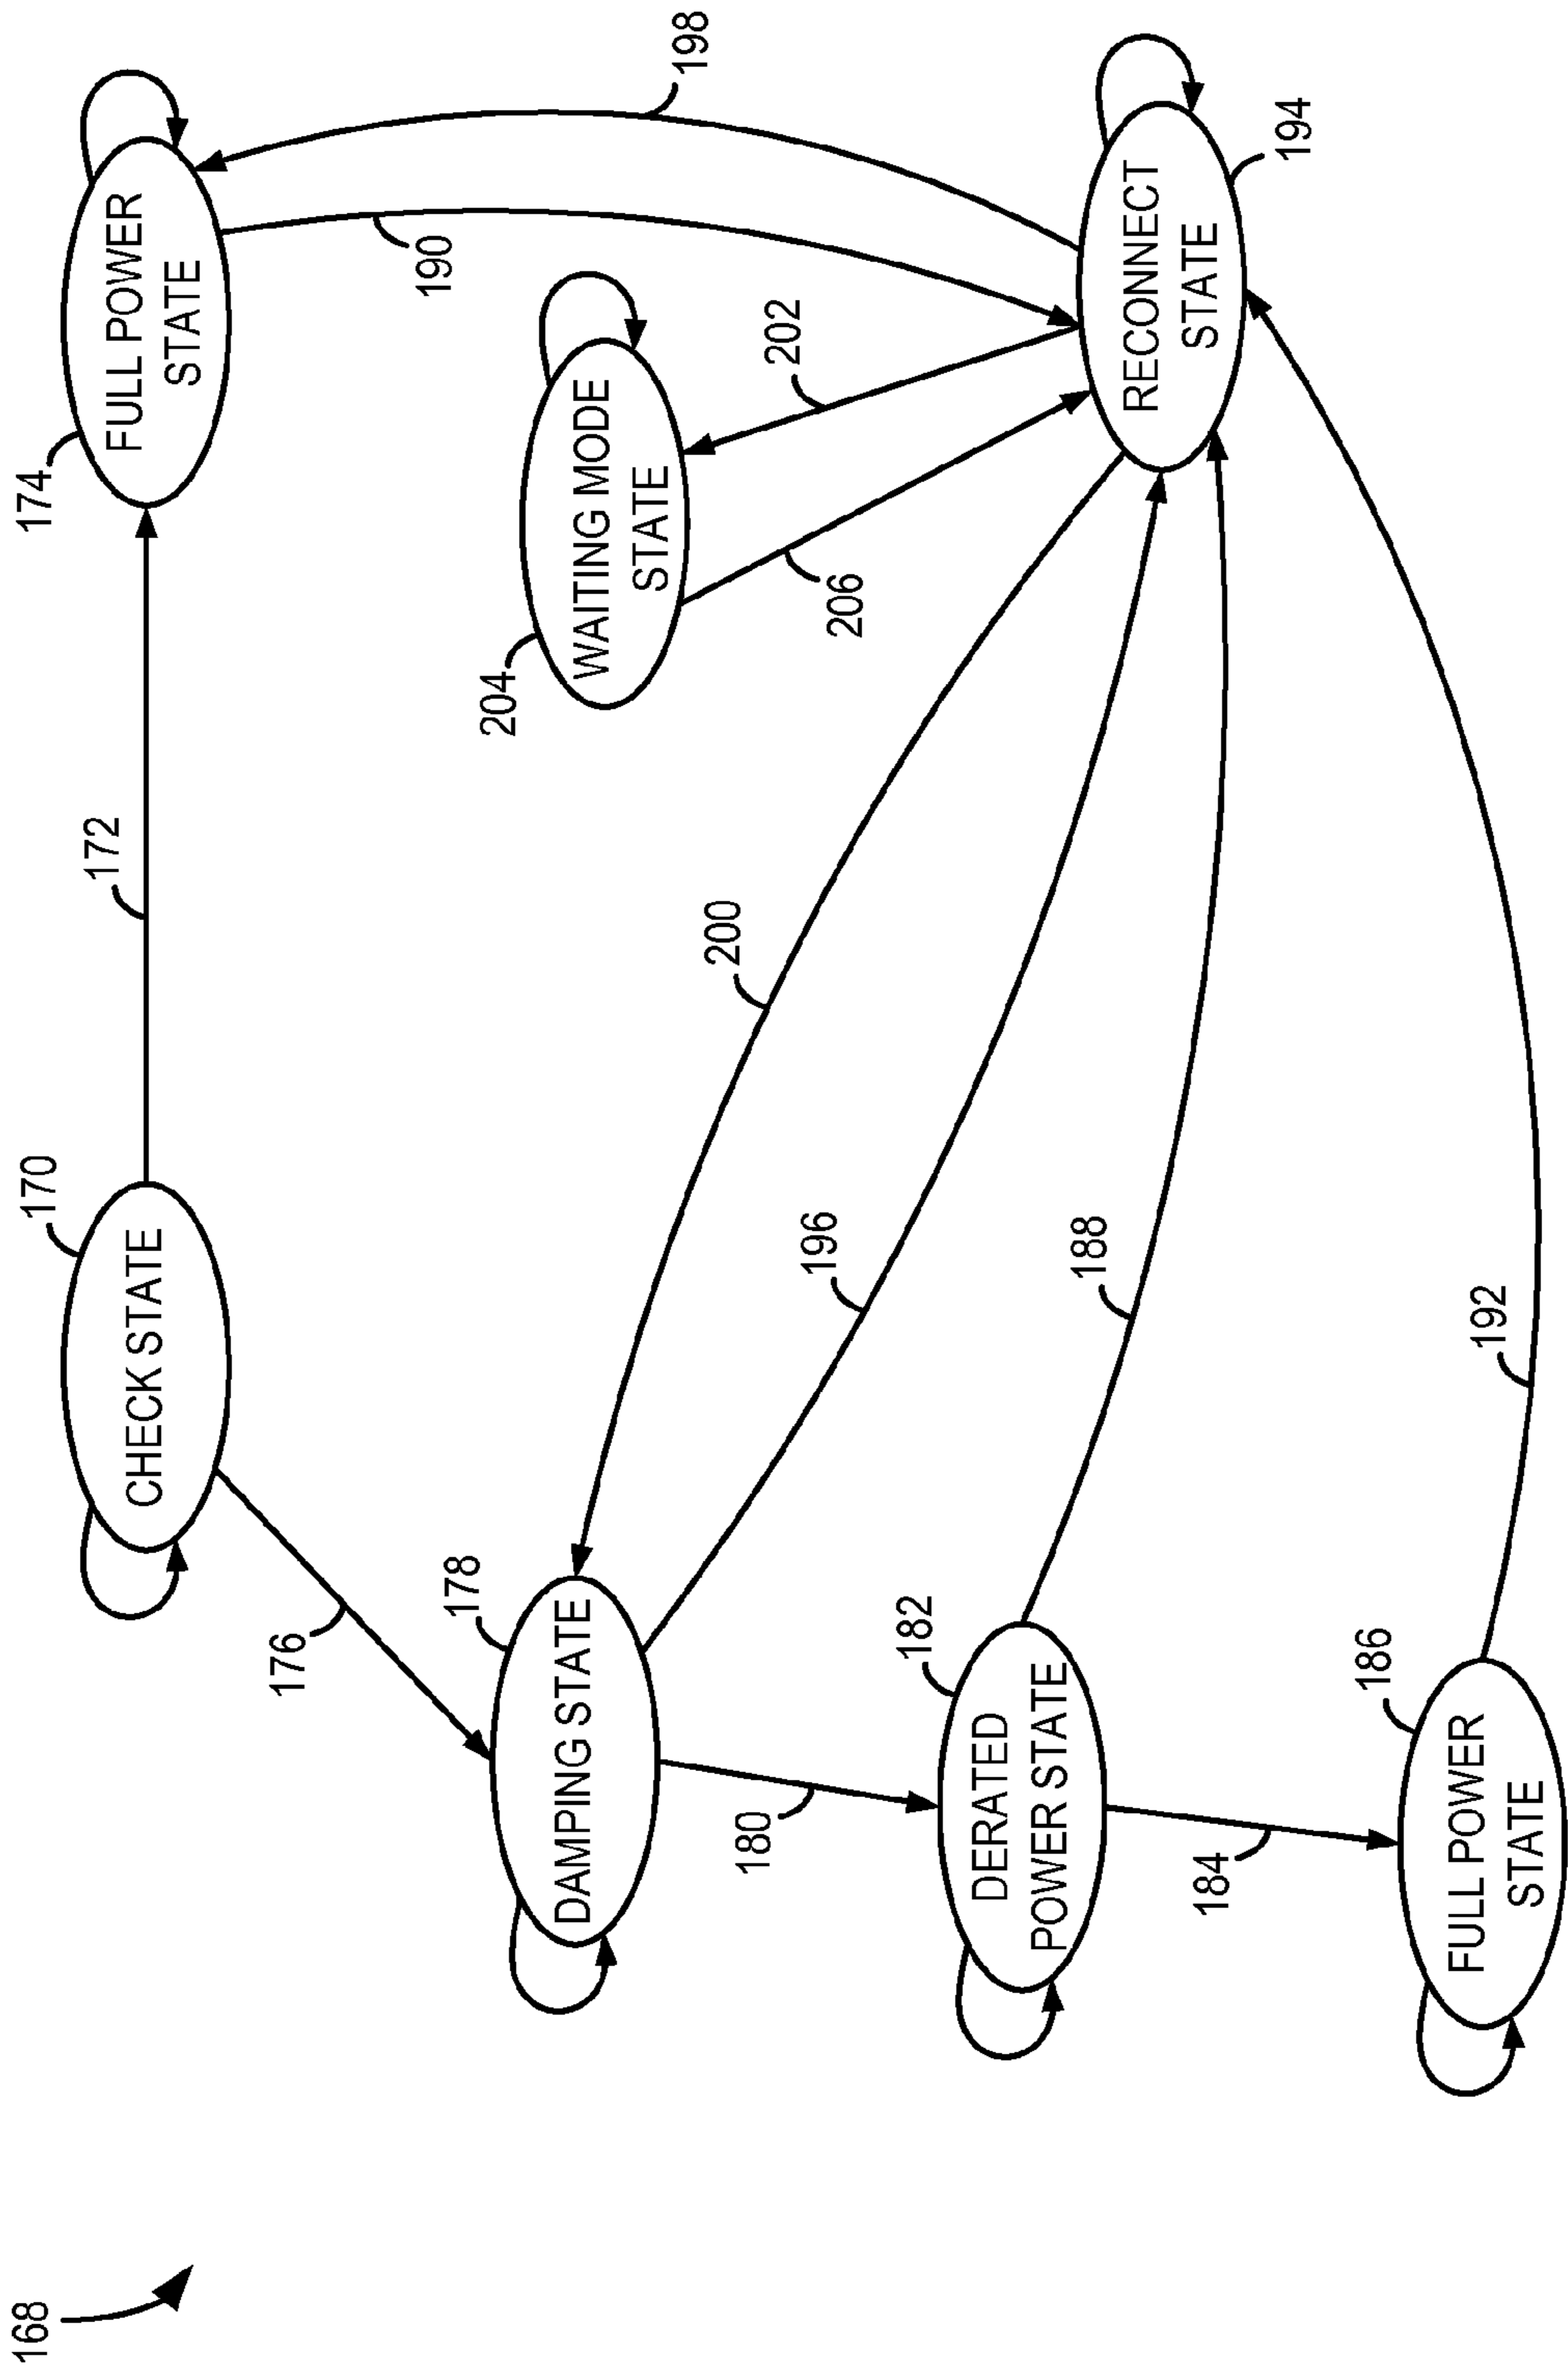 168
170
CHECK STATE
172
174
FULL POWER
STATE
176
178
DAMPING STATE
204
WAITING MODE
STATE
190
198
202
206
200
196
180
182
DERATED
POWER STATE
188
RECONNECT
STATE
194
184
186
FULL POWER
STATE
192